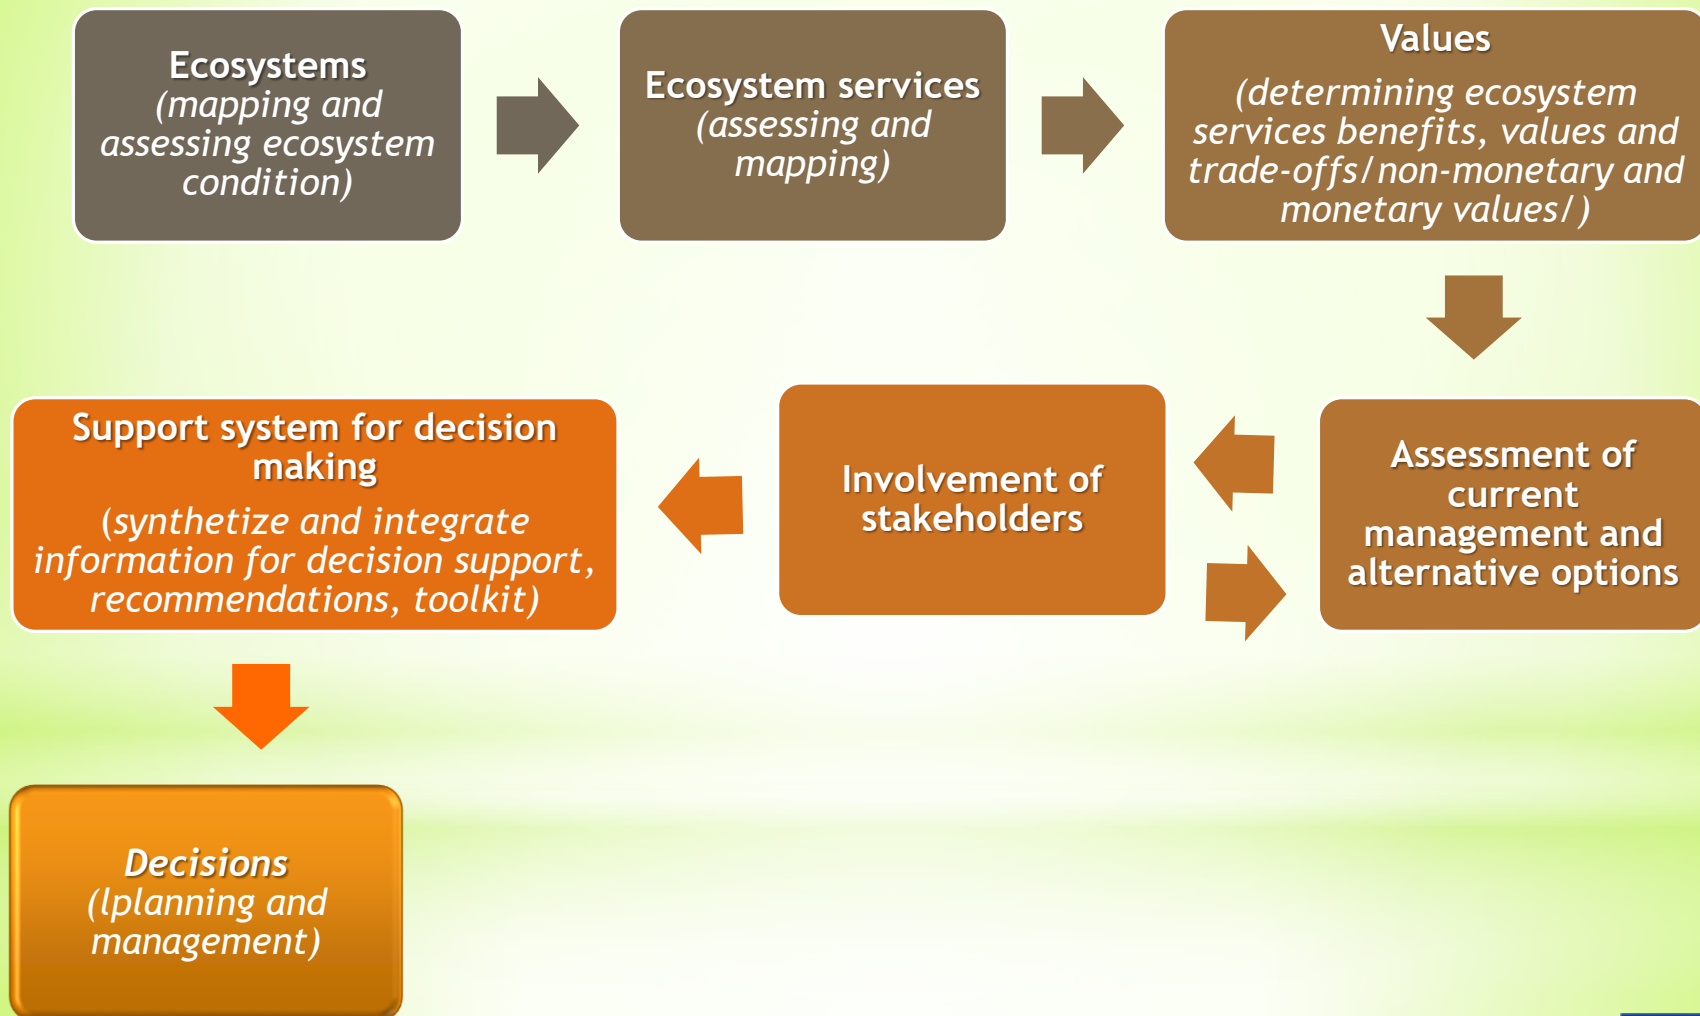 Ecosystems
(mapping and
assessing ecosystem
condition)
Ecosystem services
(assessing and
mapping)
Values
(determining ecosystem
services benefits, values and
trade-offs/non-monetary and
monetary values/)
Support system for decision
making
(synthetize and integrate
information for decision support,
recommendations, toolkit)
Involvement of
stakeholders
Assessment of
current
management and
alternative options
Decisions
(lplanning and
management)